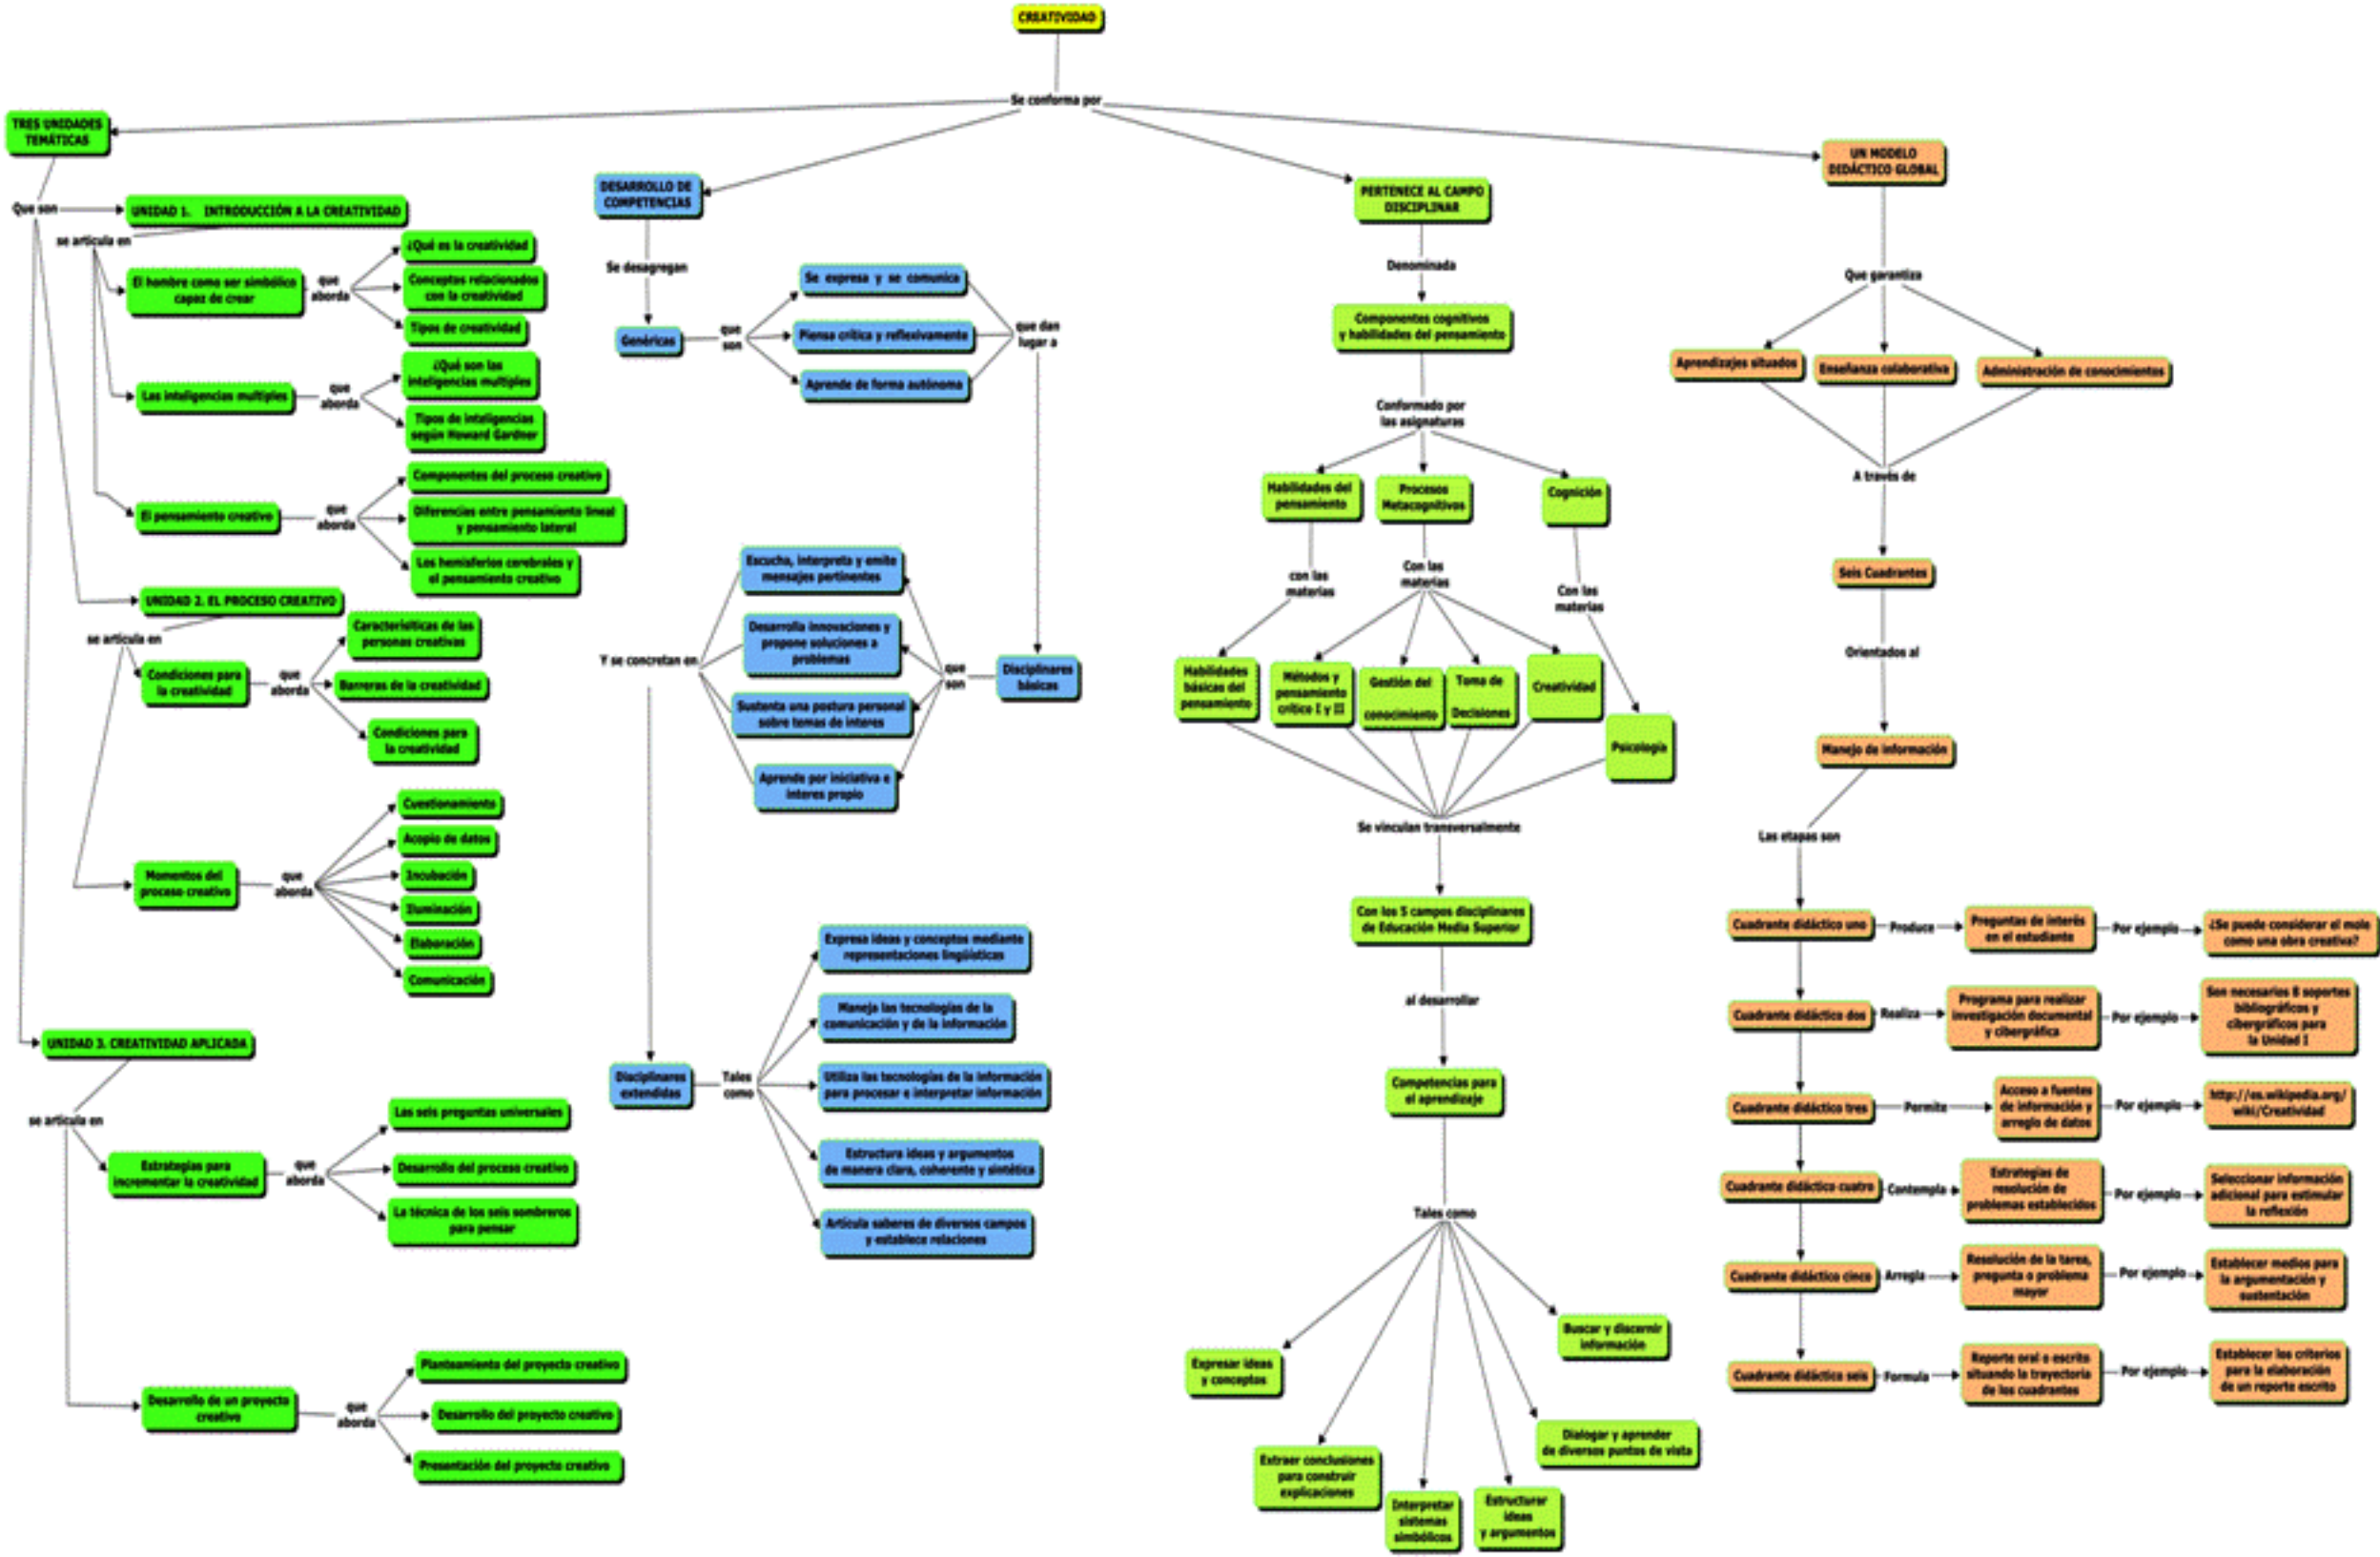 CREATIVIDAD
Se conforma por
TRES UNIDADES
TEMÁTICAS
Que son
UNIDAD 1. INTRODUCCIÓN A LA CREATIVIDAD
se articula en
El hombre como ser simbólico
capaz de crear
que
aborda
¿Qué es la creatividad
Conceptos relacionados
con la creatividad
Tipos de creatividad
Las inteligencias multiples
que
aborda
¿Qué son las
inteligencias multiples
Tipos de inteligencias
según Howard Gardner
El pensamiento creativo
que
aborda
Componentes del proceso creativo
Diferencias entre pensamiento lineal
y pensamiento lateral
Los hemisferios cerebrales y
el pensamiento creativo
UNIDAD 2. EL PROCESO CREATIVO
se articula en
Condiciones para
la creatividad
que
aborda
Características de las
personas creativas
Barreras de la creatividad
Condiciones para
la creatividad
Momentos del
proceso creativo
que
aborda
Cuestionamiento
Acopio de datos
Incubación
Iluminación
Elaboración
Comunicación
UNIDAD 3. CREATIVIDAD APLICADA
se articula en
Estrategias para
incrementar la creatividad
que
aborda
Las seis preguntas universales
Desarrollo del proceso creativo
La técnica de los seis sombreros
para pensar
Desarrollo de un proyecto
creativo
que
aborda
Planteamiento del proyecto creativo
Desarrollo del proyecto creativo
Presentación del proyecto creativo
DESARROLLO DE
COMPETENCIAS
Se desagregan
Genéricas
que
son
Se expresa y se comunica
Piensa crítica y reflexivamente
Aprende de forma autónoma
que dan
lugar a
Disciplinares
básicas
que
son
Escucha, interpreta y emite
mensajes pertinentes
Desarrolla innovaciones y
propone soluciones a
problemas
Sustenta una postura personal
sobre temas de interes
Aprende por iniciativa e
interes propio
Y se concretan en
Disciplinares
extendidas
Tales
como
Expresa ideas y conceptos mediante
representaciones lingüísticas
Maneja las tecnologías de la
comunicación y de la información
Utiliza las tecnologías de la información
para procesar e interpretar información
Estructura ideas y argumentos
de manera clara, coherente y sintética
Articula saberes de diversos campos
y establece relaciones
PERTENECE AL CAMPO
DISCIPLINAR
Denominada
Componentes cognitivos
y habilidades del pensamiento
Conformado por
las asignaturas
Habilidades del
pensamiento
Procesos
Metacognitivos
Cognición
con las
materias
Con las
materias
Con las
materias
Habilidades
básicas del
pensamiento
Métodos y
pensamiento
crítico I y II
Gestión del
conocimiento
Toma de
Decisiones
Creatividad
Psicología
Se vinculan transversalmente
Con los 5 campos disciplinares
de Educación Media Superior
al desarrollar
Competencias para
el aprendizaje
Tales como
Expresar ideas
y conceptos
Extraer conclusiones
para construir
explicaciones
Interpretar
sistemas
simbólicos
Estructurar
ideas
y argumentos
Dialogar y aprender
de diversos puntos de vista
Buscar y discernir
información
UN MODELO
DIDÁCTICO GLOBAL
Que garantiza
Aprendizajes situados
Enseñanza colaborativa
Administración de conocimientos
A través de
Seis Cuadrantes
Orientados al
Manejo de información
Las etapas son
Cuadrante didáctico uno
Produce
Preguntas de interés
en el estudiante
Por ejemplo
¿Se puede considerar el mole
como una obra creativa?
Cuadrante didáctico dos
Realiza
Programa para realizar
investigación documental
y cibergráfica
Por ejemplo
Son necesarios 8 soportes
bibliográficos y
cibergráficos para
la Unidad I
Cuadrante didáctico tres
Permite
Acceso a fuentes
de información y
arreglo de datos
Por ejemplo
http://es.wikipedia.org/
wiki/Creatividad
Cuadrante didáctico cuatro
Contempla
Estrategias de
resolución de
problemas establecidos
Por ejemplo
Seleccionar información
adicional para estimular
la reflexión
Cuadrante didáctico cinco
Arregla
Resolución de la tarea,
pregunta o problema
mayor
Por ejemplo
Establecer medios para
la argumentación y
sustentación
Cuadrante didáctico seis
Formula
Reporte oral o escrito
situando la trayectoria
de los cuadrantes
Por ejemplo
Establecer los criterios
para la elaboración
de un reporte escrito